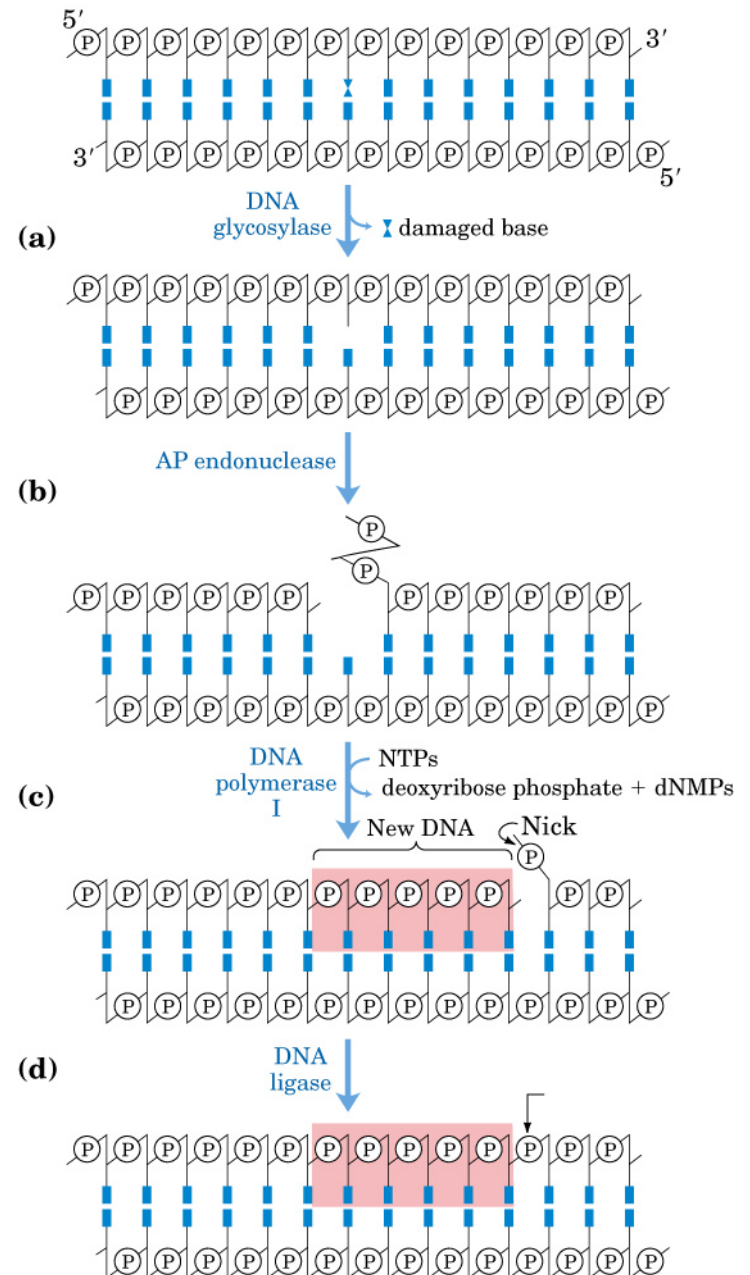 5′
P P P P P P P P P P P P P P 3′
3′ P P P P P P P P P P P P P P
5′
DNA
glycosylase
damaged base
(a)
P P P P P P P P P P P P P P
P P P P P P P P P P P P P P
AP endonuclease
(b)
P
P
P P P P P P P P P P P P
P P P P P P P P P P P P P P
DNA
polymerase
I
NTPs
deoxyribose phosphate + dNMPs
(c)
New DNA
Nick
P
P P P P P P P P P P P P P
P P P P P P P P P P P P P P
DNA
ligase
(d)
P P P P P P P P P P P P P P
P P P P P P P P P P P P P P